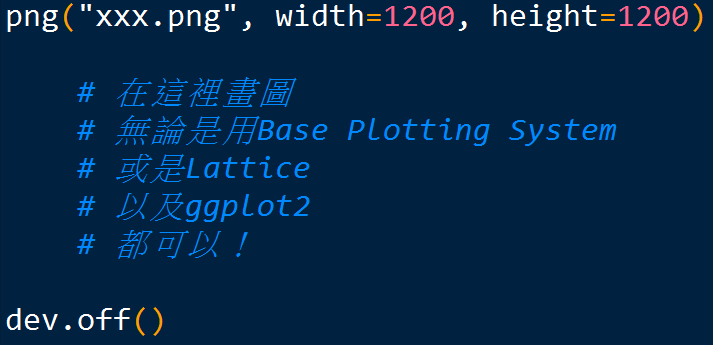 png("xxx.png", width=1200, height=1200)
# 在這裡畫圖
# 無論是用Base Plotting System
# 或是Lattice
# 以及ggplot2
# 都可以！
dev.off()